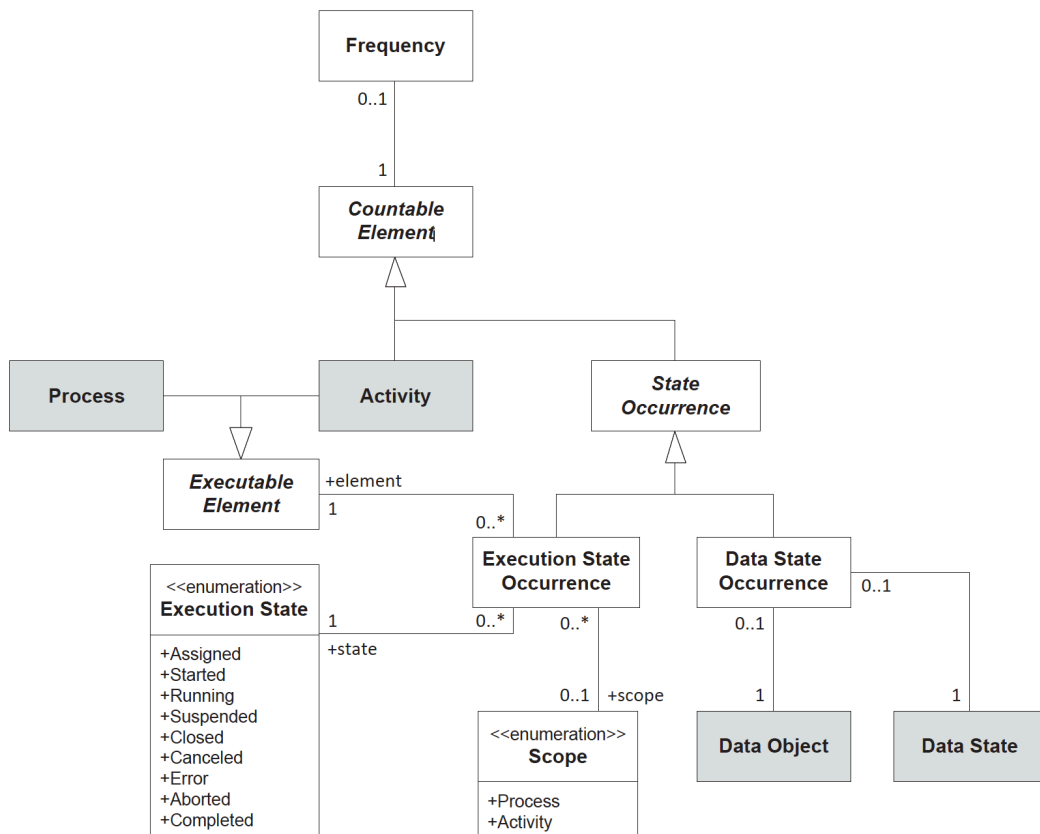 Frequency
0..1
1
Countable
Element
Process
Activity
State
Occurrence
Executable
Element
+element
1
0..*
Execution State
Occurrence
Data State
Occurrence
<<enumeration>>
Execution State
1
0..*
+state
0..*
0..1
0..1
+Assigned
+Started
+Running
+Suspended
+Closed
+Canceled
+Error
+Aborted
+Completed
0..1
+scope
1
1
<<enumeration>>
Scope
+Process
+Activity
Data Object
Data State